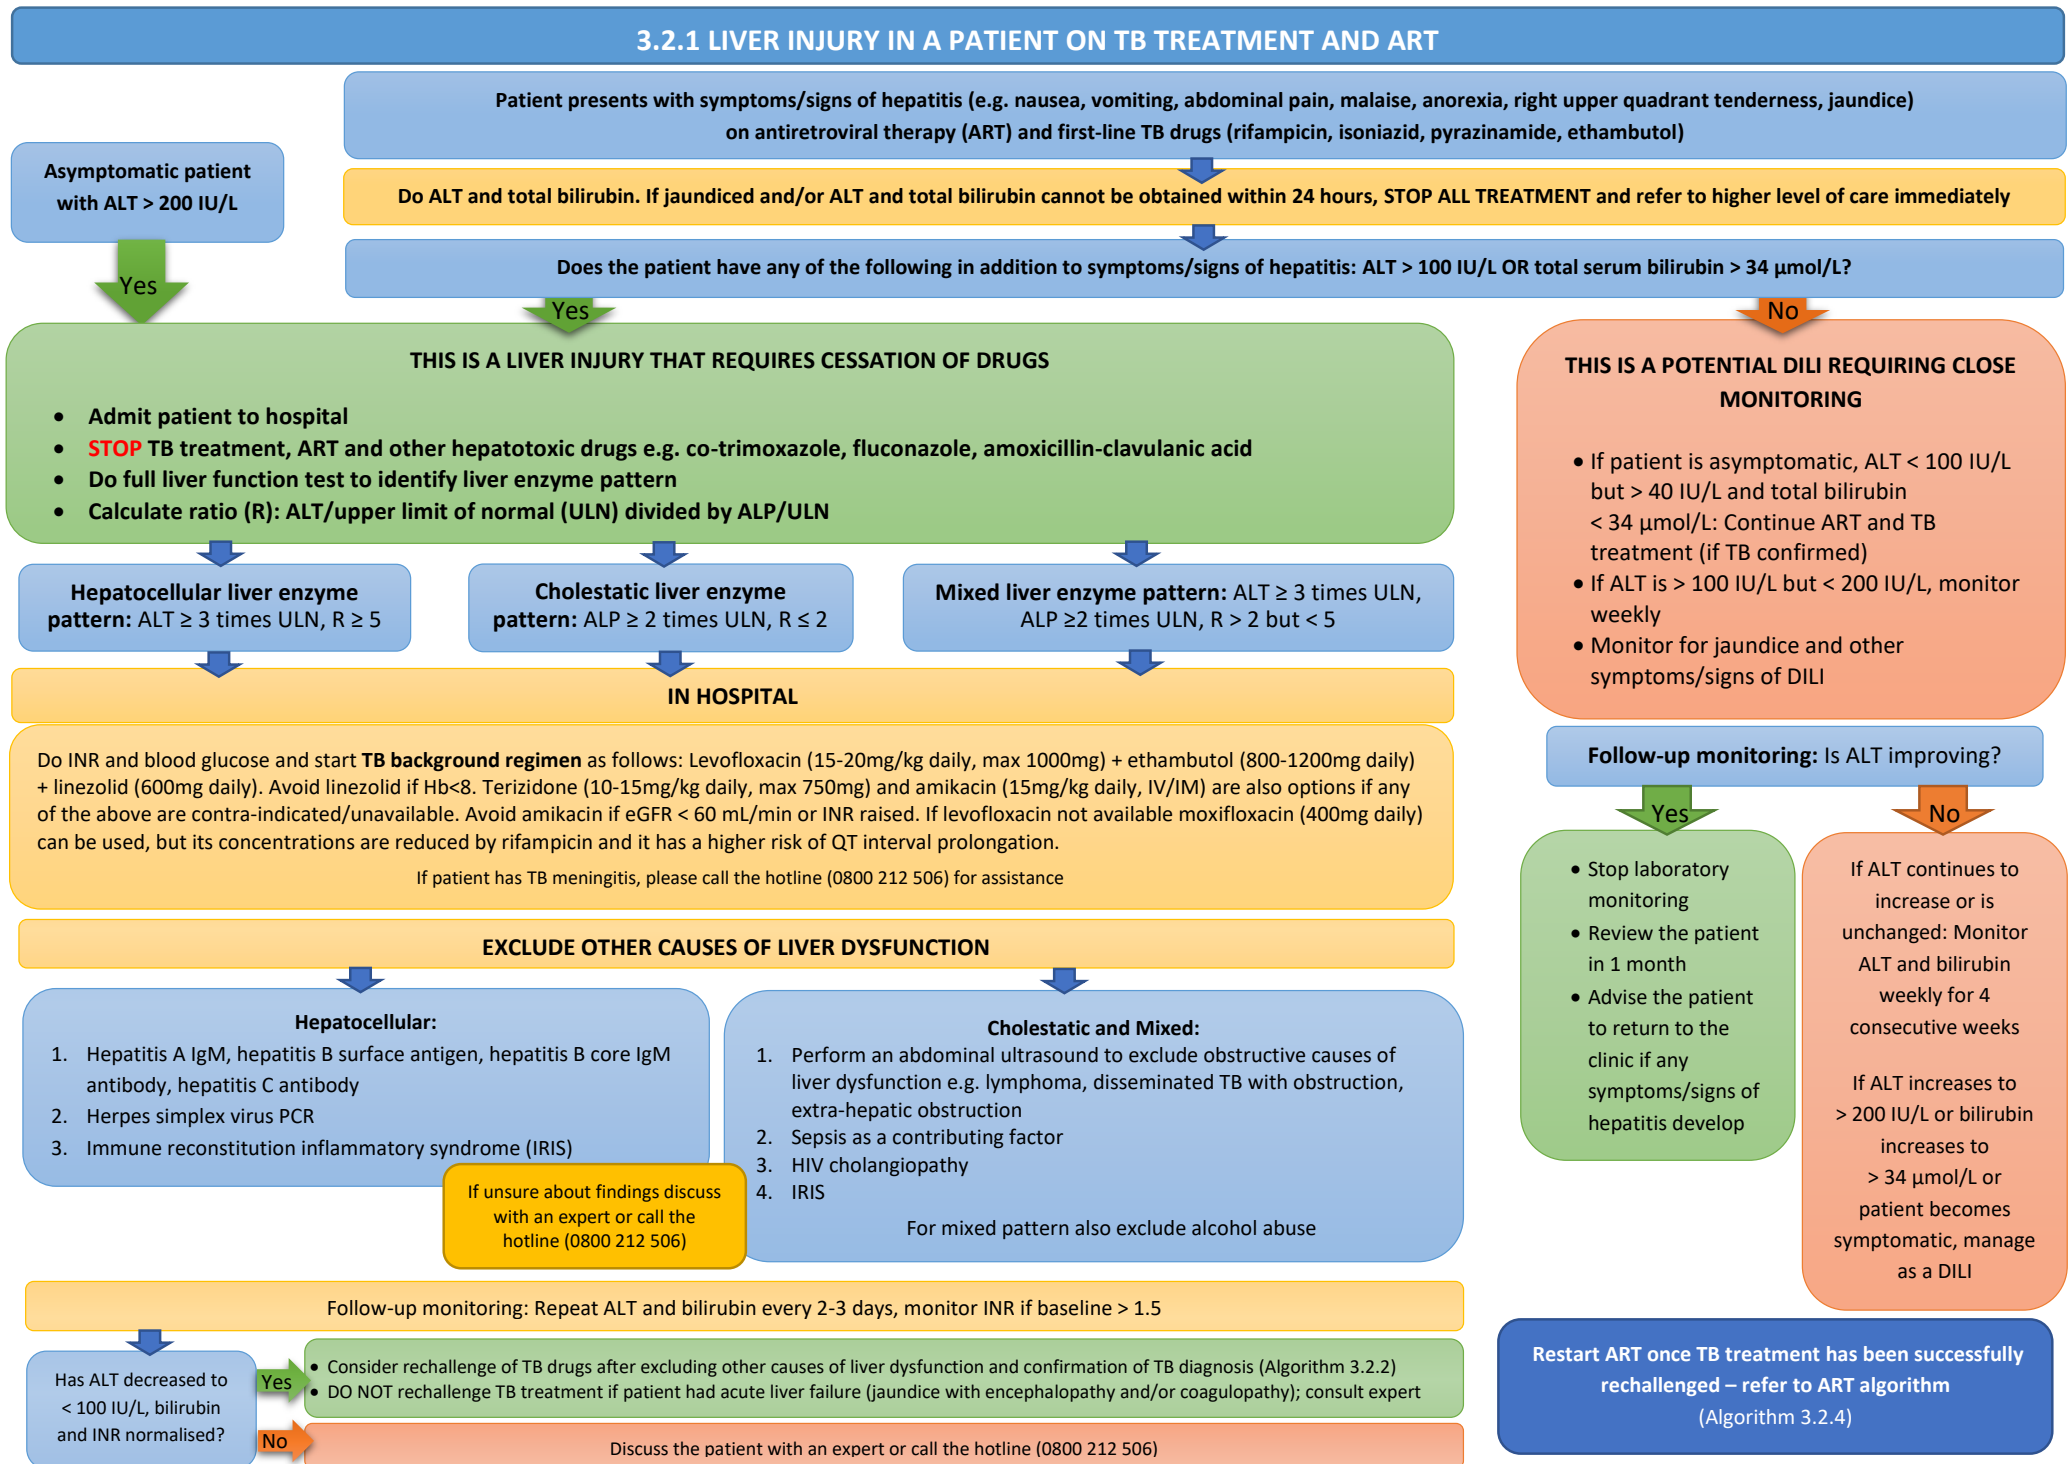 3.2.1 LIVER INJURY IN A PATIENT ON TB TREATMENT AND ART
Patient presents with symptoms/signs of hepatitis (e.g. nausea, vomiting, abdominal pain, malaise, anorexia, right upper quadrant tenderness, jaundice)
on antiretroviral therapy (ART) and first-line TB drugs (rifampicin, isoniazid, pyrazinamide, ethambutol)
Asymptomatic patient
with ALT > 200 IU/L
Do ALT and total bilirubin. If jaundiced and/or ALT and total bilirubin cannot be obtained within 24 hours, STOP ALL TREATMENT and refer to higher level of care immediately
Does the patient have any of the following in addition to symptoms/signs of hepatitis: ALT > 100 IU/L OR total serum bilirubin > 34 µmol/L?
Yes
Yes
No
THIS IS A LIVER INJURY THAT REQUIRES CESSATION OF DRUGS
• Admit patient to hospital
• STOP TB treatment, ART and other hepatotoxic drugs e.g. co-trimoxazole, fluconazole, amoxicillin-clavulanic acid
• Do full liver function test to identify liver enzyme pattern
• Calculate ratio (R): ALT/upper limit of normal (ULN) divided by ALP/ULN
Hepatocellular liver enzyme
pattern: ALT ≥ 3 times ULN, R ≥ 5
Cholestatic liver enzyme
pattern: ALP ≥ 2 times ULN, R ≤ 2
Mixed liver enzyme pattern: ALT ≥ 3 times ULN,
ALP ≥2 times ULN, R > 2 but < 5
IN HOSPITAL
Do INR and blood glucose and start TB background regimen as follows: Levofloxacin (15-20mg/kg daily, max 1000mg) + ethambutol (800-1200mg daily)
+ linezolid (600mg daily). Avoid linezolid if Hb<8. Terizidone (10-15mg/kg daily, max 750mg) and amikacin (15mg/kg daily, IV/IM) are also options if any
of the above are contra-indicated/unavailable. Avoid amikacin if eGFR < 60 mL/min or INR raised. If levofloxacin not available moxifloxacin (400mg daily)
can be used, but its concentrations are reduced by rifampicin and it has a higher risk of QT interval prolongation.
If patient has TB meningitis, please call the hotline (0800 212 506) for assistance
EXCLUDE OTHER CAUSES OF LIVER DYSFUNCTION
Hepatocellular:
1. Hepatitis A IgM, hepatitis B surface antigen, hepatitis B core IgM
antibody, hepatitis C antibody
2. Herpes simplex virus PCR
3. Immune reconstitution inflammatory syndrome (IRIS)
Cholestatic and Mixed:
1. Perform an abdominal ultrasound to exclude obstructive causes of
liver dysfunction e.g. lymphoma, disseminated TB with obstruction,
extra-hepatic obstruction
2. Sepsis as a contributing factor
3. HIV cholangiopathy
4. IRIS
For mixed pattern also exclude alcohol abuse
If unsure about findings discuss
with an expert or call the
hotline (0800 212 506)
Follow-up monitoring: Repeat ALT and bilirubin every 2-3 days, monitor INR if baseline > 1.5
Has ALT decreased to
< 100 IU/L, bilirubin
and INR normalised?
Yes
• Consider rechallenge of TB drugs after excluding other causes of liver dysfunction and confirmation of TB diagnosis (Algorithm 3.2.2)
• DO NOT rechallenge TB treatment if patient had acute liver failure (jaundice with encephalopathy and/or coagulopathy); consult expert
No
Discuss the patient with an expert or call the hotline (0800 212 506)
THIS IS A POTENTIAL DILI REQUIRING CLOSE
MONITORING
• If patient is asymptomatic, ALT < 100 IU/L
but > 40 IU/L and total bilirubin
< 34 µmol/L: Continue ART and TB
treatment (if TB confirmed)
• If ALT is > 100 IU/L but < 200 IU/L, monitor
weekly
• Monitor for jaundice and other
symptoms/signs of DILI
Follow-up monitoring: Is ALT improving?
Yes
No
• Stop laboratory
monitoring
• Review the patient
in 1 month
• Advise the patient
to return to the
clinic if any
symptoms/signs of
hepatitis develop
If ALT continues to
increase or is
unchanged: Monitor
ALT and bilirubin
weekly for 4
consecutive weeks
If ALT increases to
> 200 IU/L or bilirubin
increases to
> 34 µmol/L or
patient becomes
symptomatic, manage
as a DILI
Restart ART once TB treatment has been successfully
rechallenged – refer to ART algorithm
(Algorithm 3.2.4)